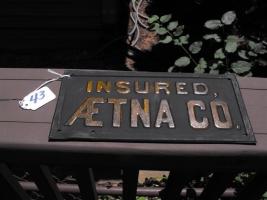 INSURED,
ÆTNA CO.
43